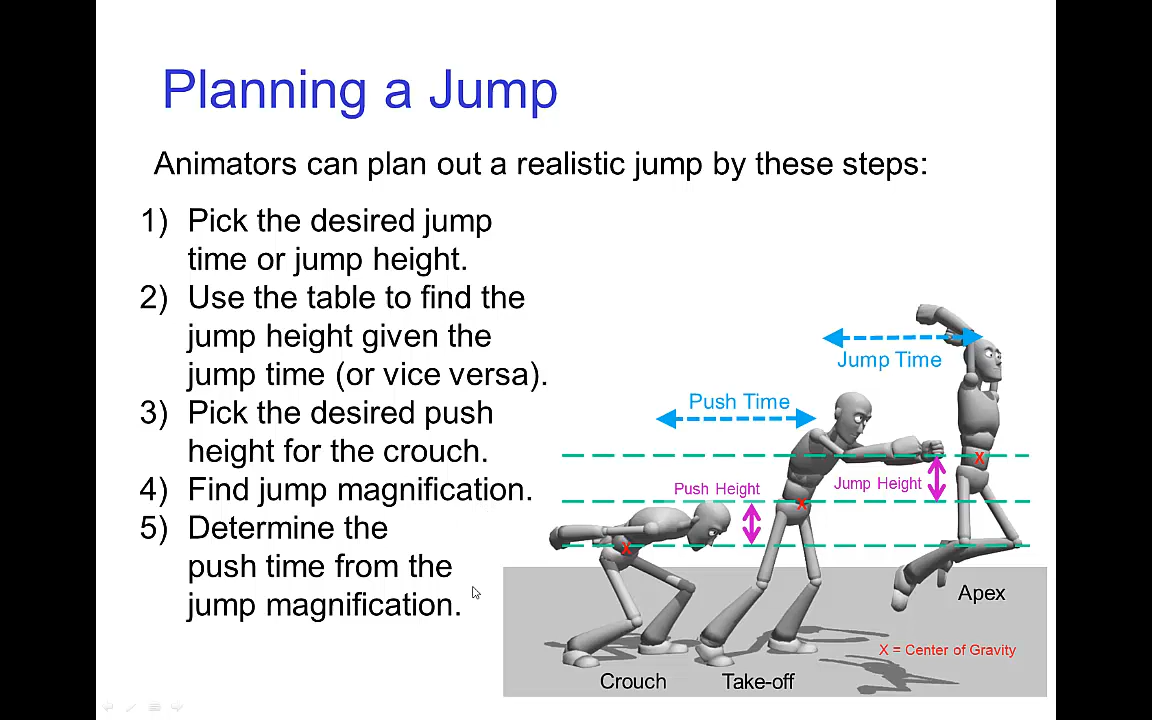 Planning a Jump
Animators can plan out a realistic jump by these steps:
1) Pick the desired jump
time or jump height.
2) Use the table to find the
jump height given the
jump time (or vice versa).
3) Pick the desired push
height for the crouch.
4) Find jump magnification.
5) Determine the
push time from the
jump magnification.
Jump Time
Push Time
Push Height
Jump Height
X
X
X
Apex
X = Center of Gravity
Crouch
Take-off